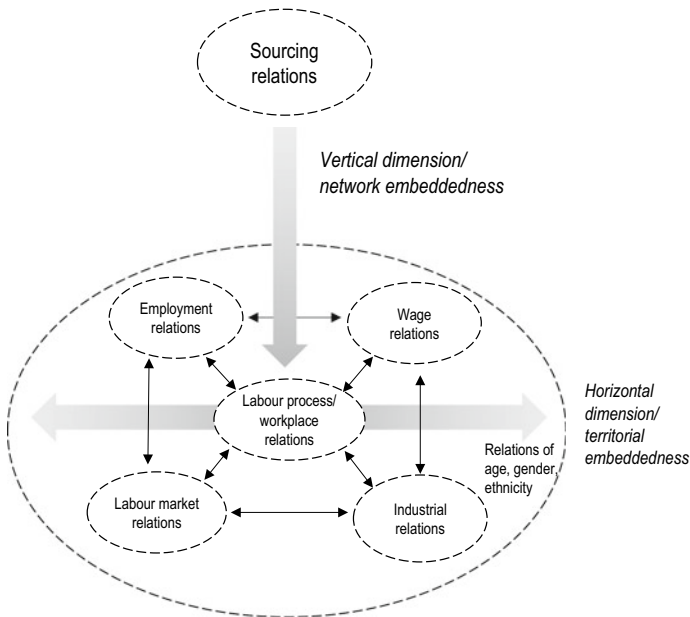 Sourcing
relations
Vertical dimension/
network embeddedness
Employment
relations
Wage
relations
Labour process/
workplace
relations
Horizontal
dimension/
territorial
embeddedness
Relations of
age, gender,
ethnicity
Labour market
relations
Industrial
relations